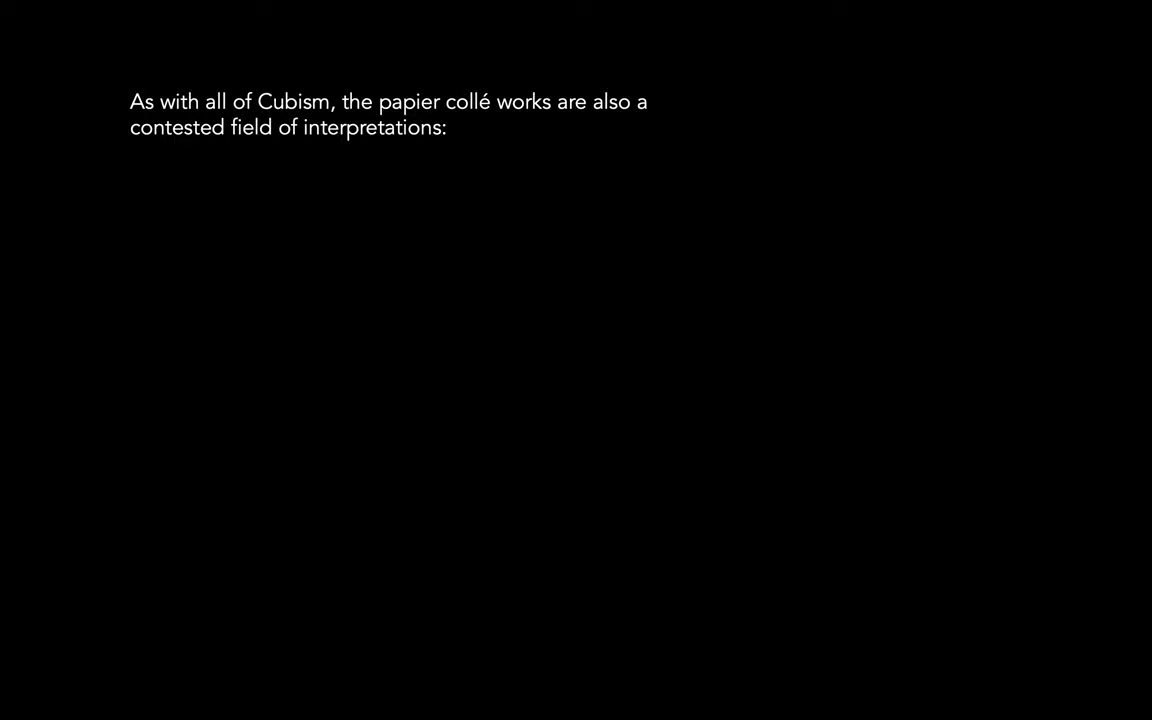 As with all of Cubism, the papier collé works are also a
contested field of interpretations: